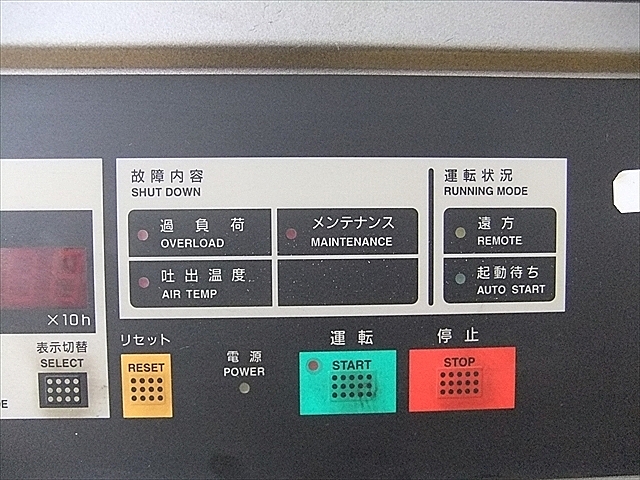 故障内容
SHUT DOWN
過負荷
OVERLOAD
メンテナンス
MAINTENANCE
吐出温度
AIR TEMP
運転状況
RUNNING MODE
遠方
REMOTE
起動待ち
AUTO START
×10h
表示切替
SELECT
リセット
RESET
電源
POWER
運転
START
停止
STOP